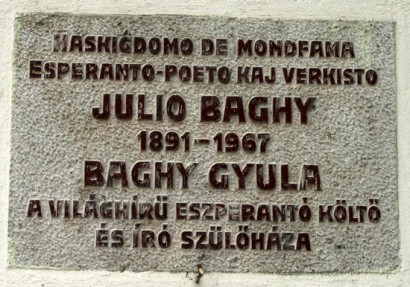 NASKIĜDOMO DE MONDFAMA
ESPERANTO-POETO KAJ VERKISTO
JULIO BAGHY
1891-1967
BAGHY GYULA
A VILÁGHÍRŰ ESZPERANTÓ KÖLTŐ
ÉS ÍRÓ SZÜLŐHÁZA